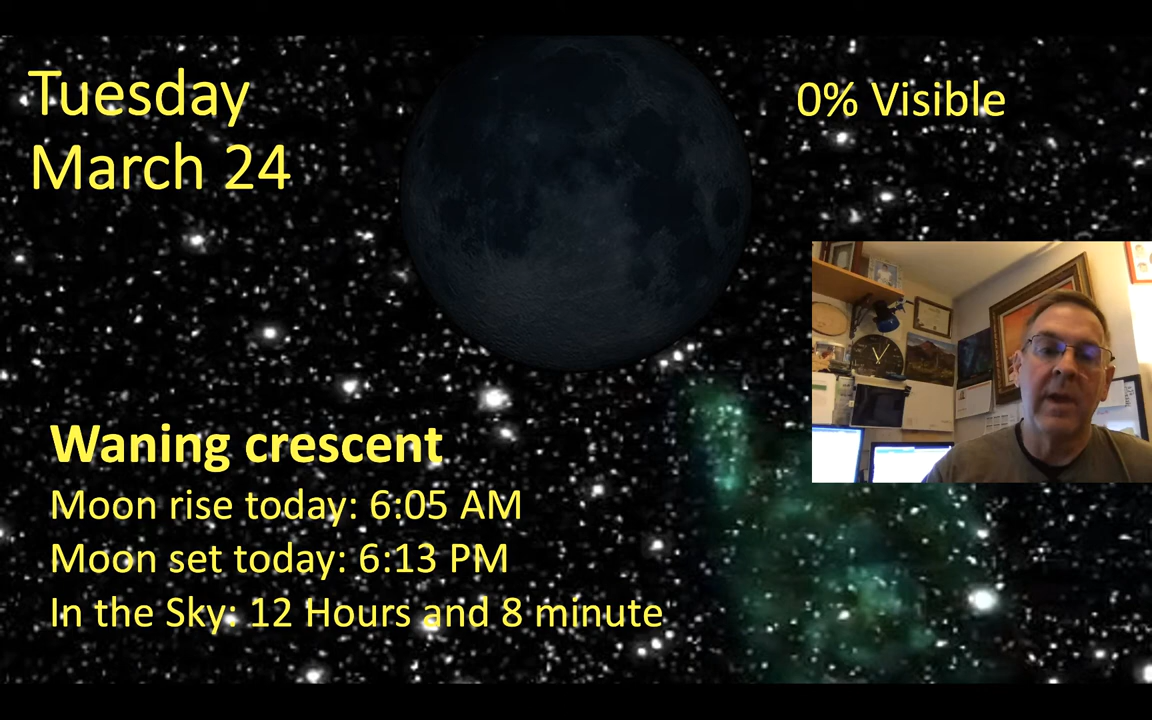 Tuesday
March 24
0% Visible
Waning crescent
Moon rise today: 6:05 AM
Moon set today: 6:13 PM
In the Sky: 12 Hours and 8 minute